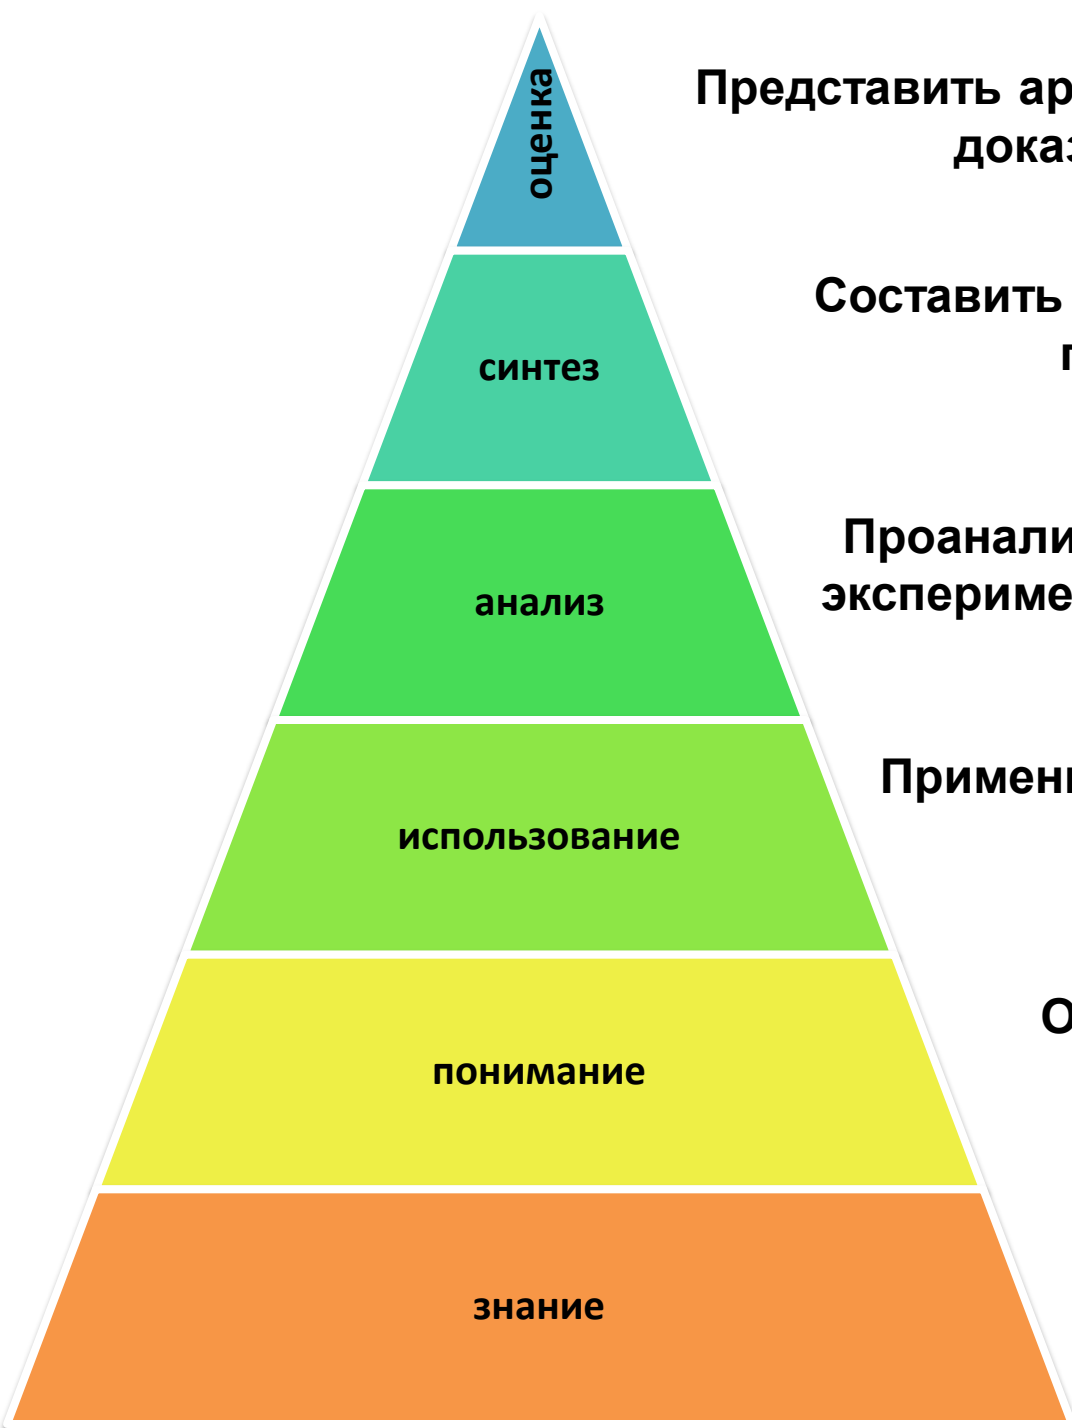 оценка
Представить
синтез
Составить
анализ
использование
понимание
знание